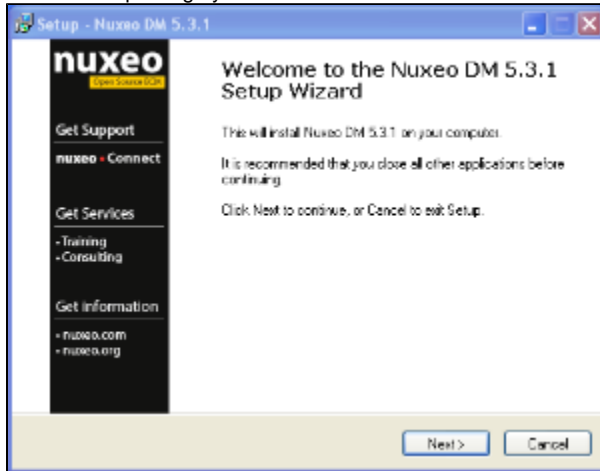 Setup - Nuxeo DM 5.3.1
nuxeo
Open Source ECM
Get Support
nuxeo • Connect
Get Services
- Training
- Consulting
Get information
- nuxeo.com
- nuxeo.org
Welcome to the Nuxeo DM 5.3.1
Setup Wizard
This will install Nuxeo DM 5.3.1 on your computer.
It is recommended that you close all other applications before
continuing.
Click Next to continue, or Cancel to exit Setup.
Next >
Cancel